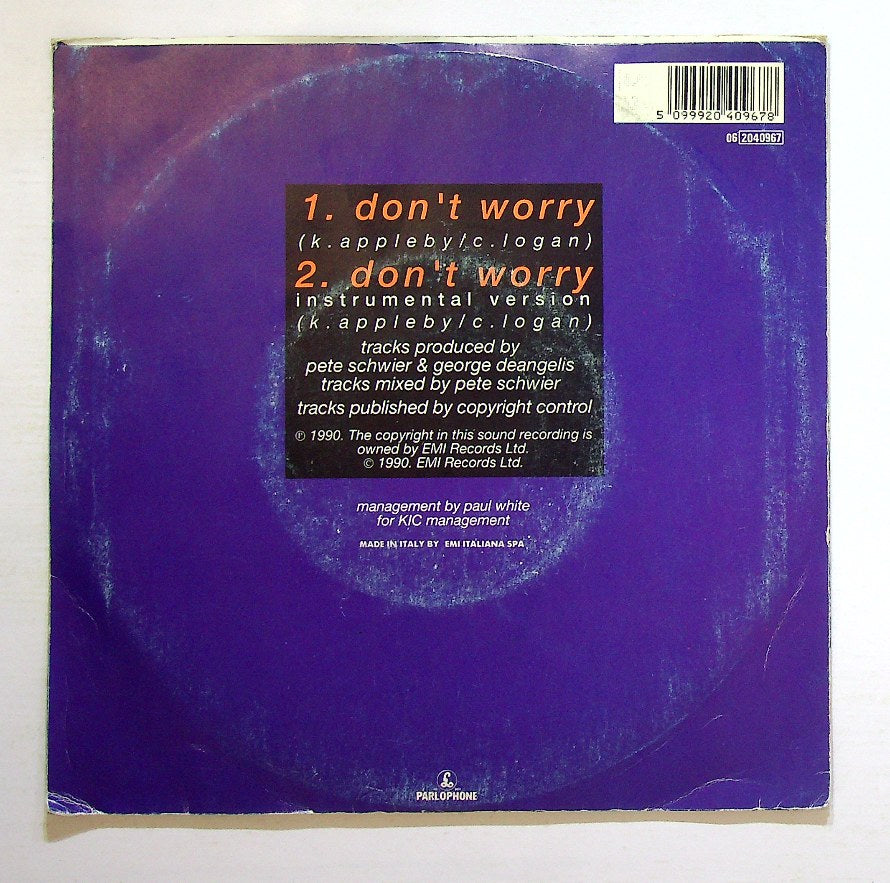 5 099920 409678
06 2040967
1. don't worry
(k.appleby/c.logan)
2. don't worry
instrumental version
(k.appleby/c.logan)
tracks produced by
pete schwier & george deangelis
tracks mixed by pete schwier
tracks published by copyright control
℗ 1990. The copyright in this sound recording is
owned by EMI Records Ltd.
© 1990. EMI Records Ltd.
management by paul white
for KIC management
MADE IN ITALY BY EMI ITALIANA SPA
£
PARLOPHONE